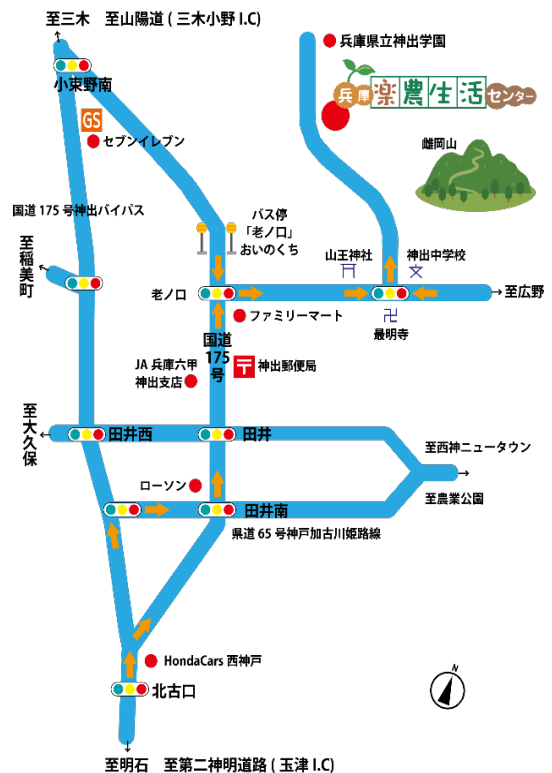 至三木 至山陽道 ( 三木小野 I.C)
小束野南
兵庫県立神出学園
兵庫楽農生活センター
GS
セブンイレブン
雌岡山
国道 175 号神出バイパス
バス停
「老ノ口」
おいのくち
山王神社
神出中学校
至稲美町
老ノ口
至広野
ファミリーマート
最明寺
国道
175
号
JA 兵庫六甲
神出支店
神出郵便局
至大久保
田井西
田井
至西神ニュータウン
ローソン
至農業公園
田井南
県道 65 号神戸加古川姫路線
HondaCars 西神戸
北古口
N
至明石 至第二神明道路 ( 玉津 I.C)